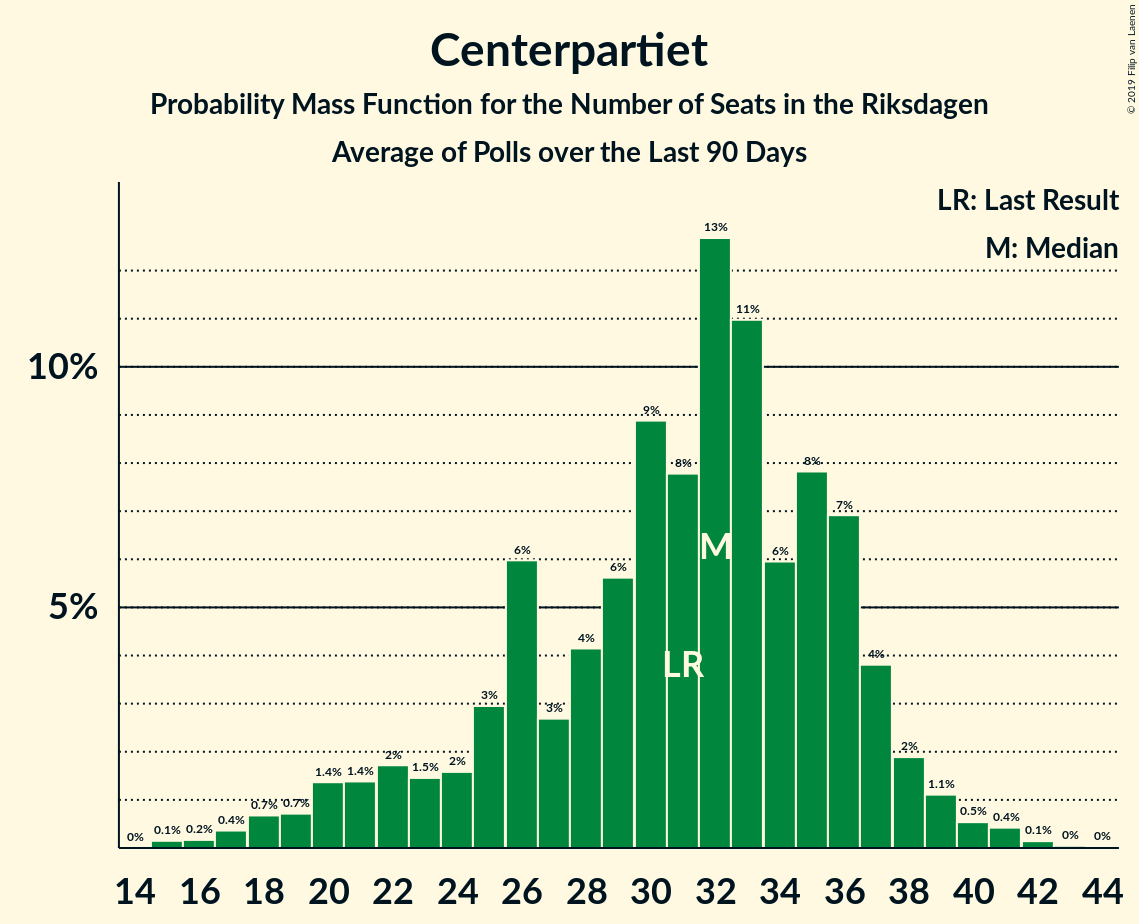 Centerpartiet
Probability Mass Function for the Number of Seats in the Riksdagen
Average of Polls over the Last 90 Days
© 2019 Filip van Laenen
LR: Last Result
M: Median
10%
5%
0% 0.1% 0.2% 0.4% 0.7% 0.7% 1.4% 1.4% 2% 1.5% 2% 3% 6% 3% 4% 6% 9% 8% 13% 11% 6% 8% 7% 4% 2% 1.1% 0.5% 0.4% 0.1% 0% 0%
M
LR
14 16 18 20 22 24 26 28 30 32 34 36 38 40 42 44